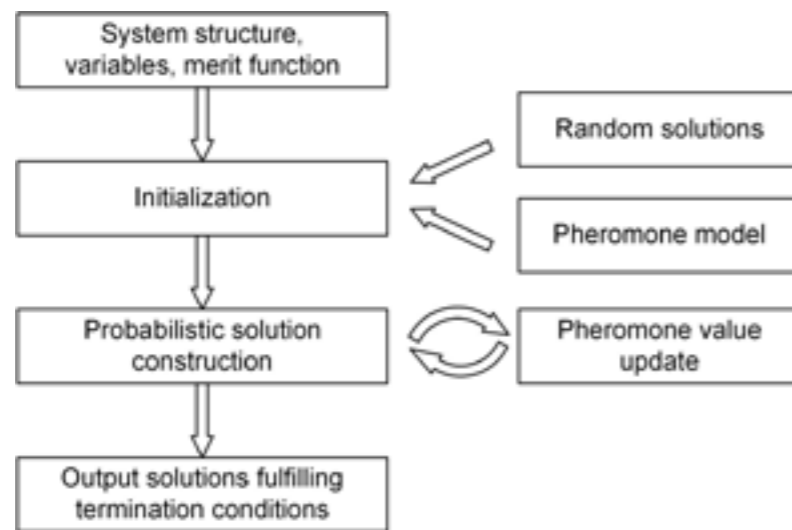 System structure,
variables, merit function
Random solutions
Initialization
Pheromone model
Probabilistic solution
construction
Pheromone value
update
Output solutions fulfilling
termination conditions